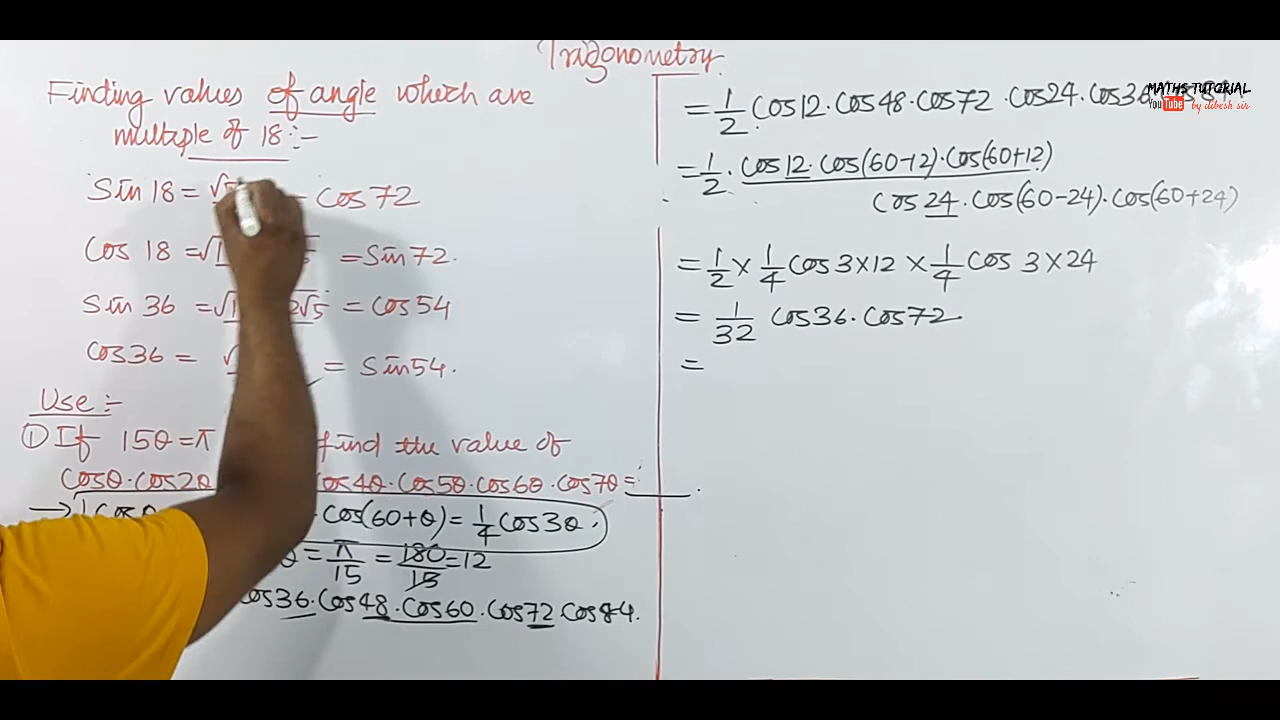 Trigonometry
Finding values of angle which are
multiple of 18 :-
Sin 18 = √5 cos 72
Cos 18 = √1 = Sin 72.
Sin 36 = √1 2√5 = cos 54
Cos 36 = √ = Sin 54.
Use :-
① If 15θ = π find the value of
Cosθ · Cos2θ Cos4θ · Cos5θ · Cos6θ · Cos7θ =
→ Cos · Cos(60+θ) = 1/4 Cos3θ .
θ = π/15 = 180/15 = 12
Cos36 · Cos48 · Cos60 · Cos72 Cos84.
= 1/2 Cos12 · Cos48 · Cos72 · Cos24 · Cos36
= 1/2 · Cos12 · Cos(60-12) · Cos(60+12)
Cos24 · Cos(60-24) · Cos(60+24)
= 1/2 × 1/4 Cos 3×12 × 1/4 Cos 3×24
= 1/32 Cos36 · Cos72
=
MATHS TUTORIAL
YouTube by dibesh sir